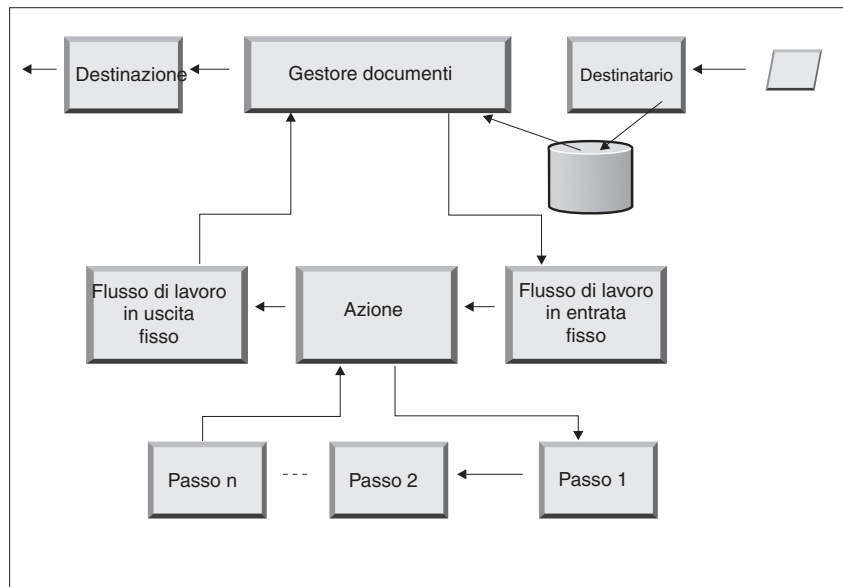 Destinazione
Gestore documenti
Destinatario
Flusso di lavoro
in uscita
fisso
Azione
Flusso di lavoro
in entrata
fisso
Passo n
Passo 2
Passo 1